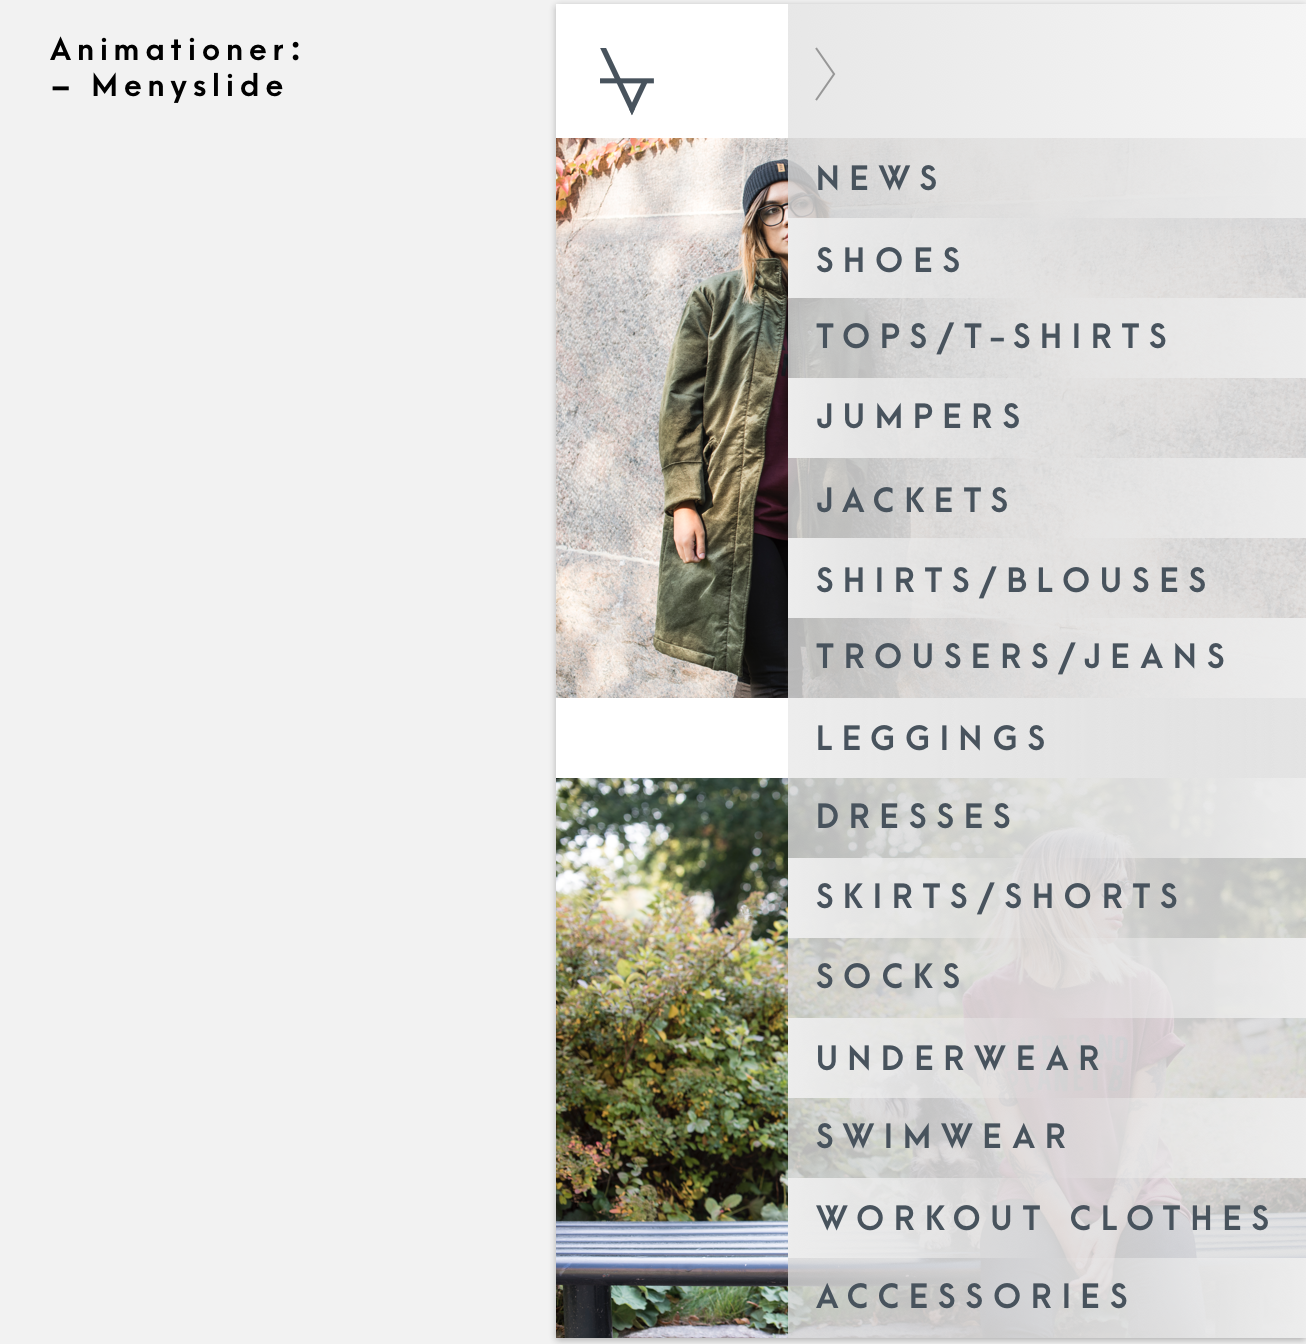 Animationer:
– Menyslide
NEWS
SHOES
TOPS/T-SHIRTS
JUMPERS
JACKETS
SHIRTS/BLOUSES
TROUSERS/JEANS
LEGGINGS
DRESSES
SKIRTS/SHORTS
SOCKS
UNDERWEAR
SWIMWEAR
WORKOUT CLOTHES
ACCESSORIES